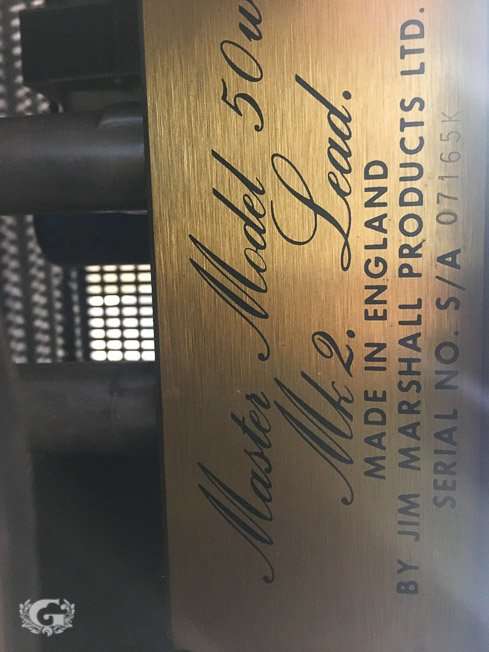 Master Model 50w
Mk 2. Lead.
MADE IN ENGLAND
BY JIM MARSHALL PRODUCTS LTD.
SERIAL NO. S/A 07165K
G